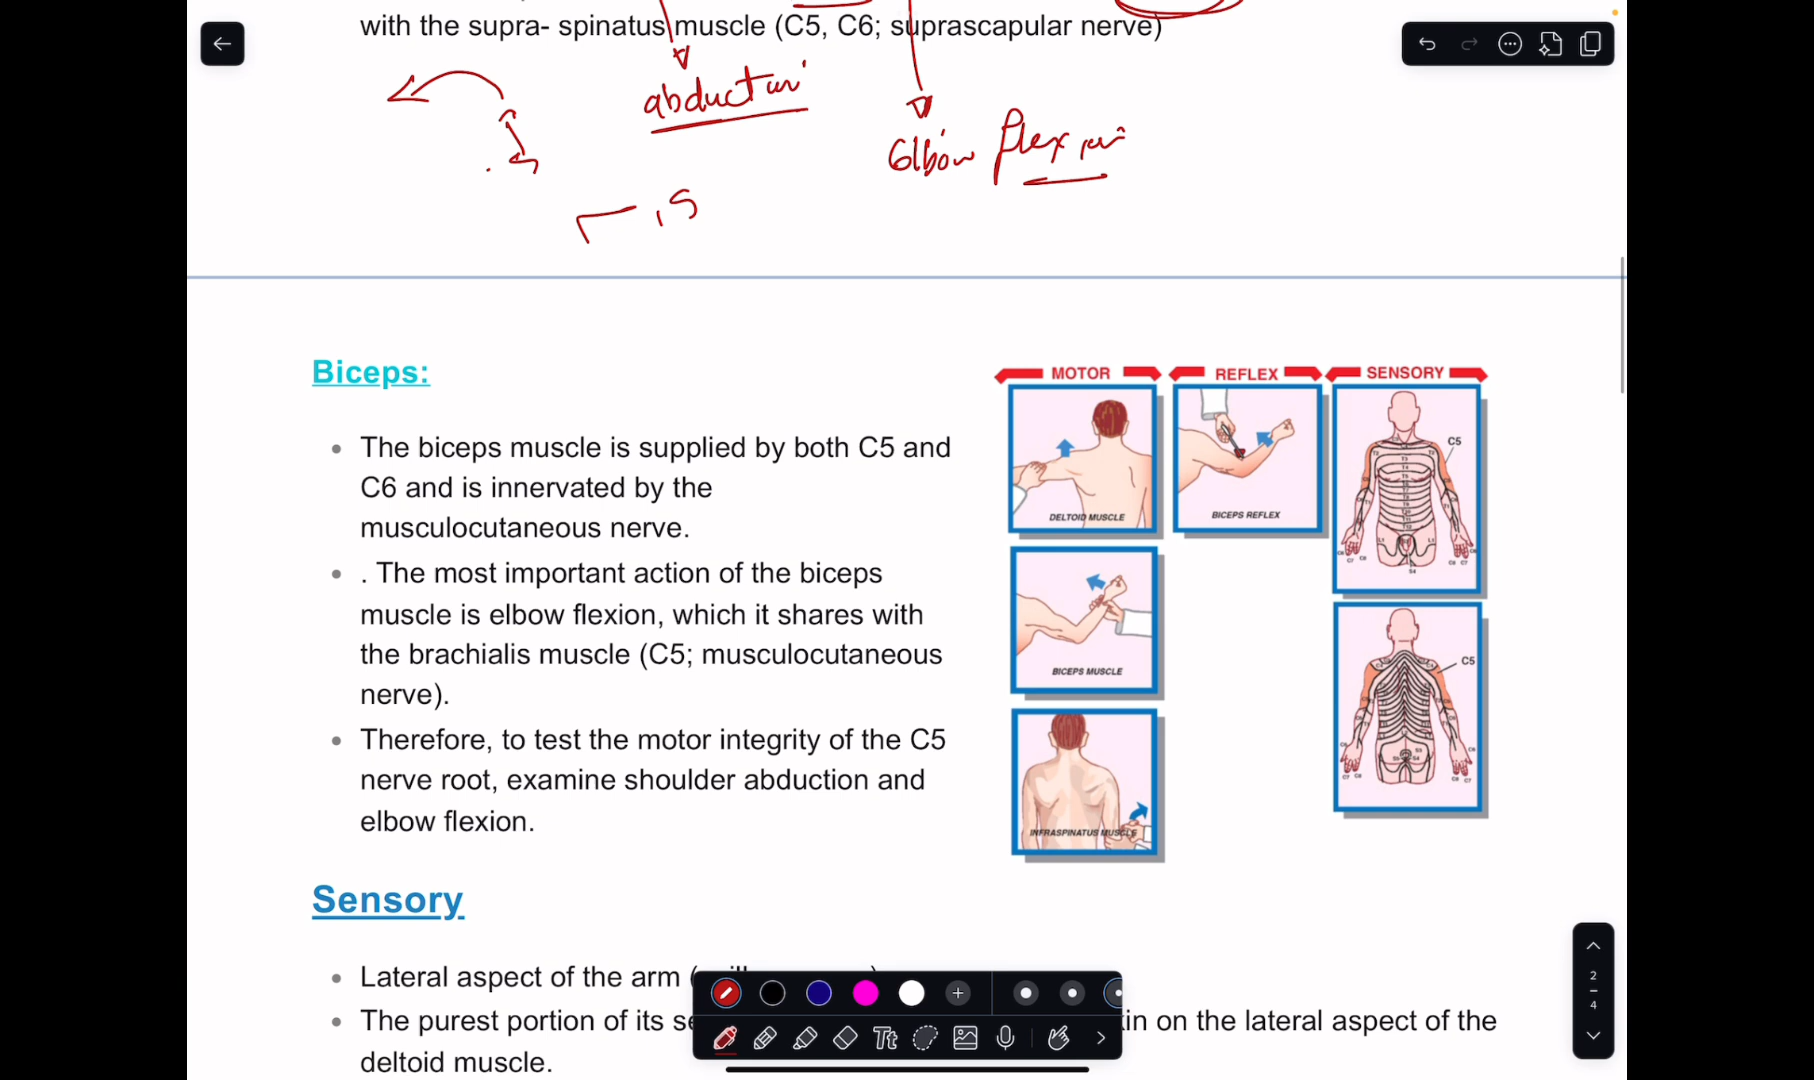 with the supra- spinatus muscle (C5, C6; suprascapular nerve)
Elbow
Biceps:
MOTOR
REFLEX
SENSORY
The biceps muscle is supplied by both C5 and
C6 and is innervated by the
musculocutaneous nerve.
. The most important action of the biceps
muscle is elbow flexion, which it shares with
the brachialis muscle (C5; musculocutaneous
nerve).
Therefore, to test the motor integrity of the C5
nerve root, examine shoulder abduction and
elbow flexion.
DELTOID MUSCLE
BICEPS REFLEX
C5
BICEPS MUSCLE
C5
INFRASPINATUS MUSCLE
Sensory
Lateral aspect of the arm
The purest portion of its
on the lateral aspect of the
deltoid muscle.
Tt
2
4